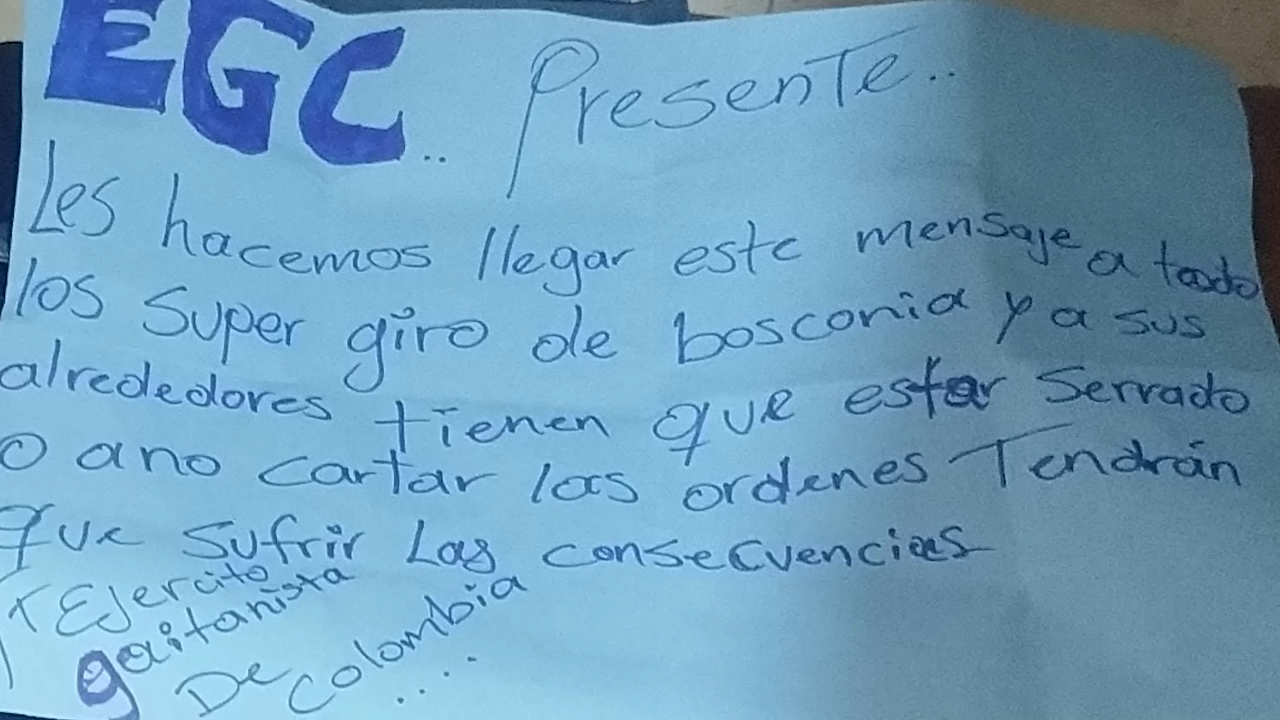 EGC.. Presente..
Les hacemos llegar este mensaje a toodo
los Super giro de bosconia y a sus
alrededores tienen que estar Serrado
o ano cartar las ordenes Tendrán
que sufrir Las consecuencias
Ejercito
gaitanista
De colombia
....